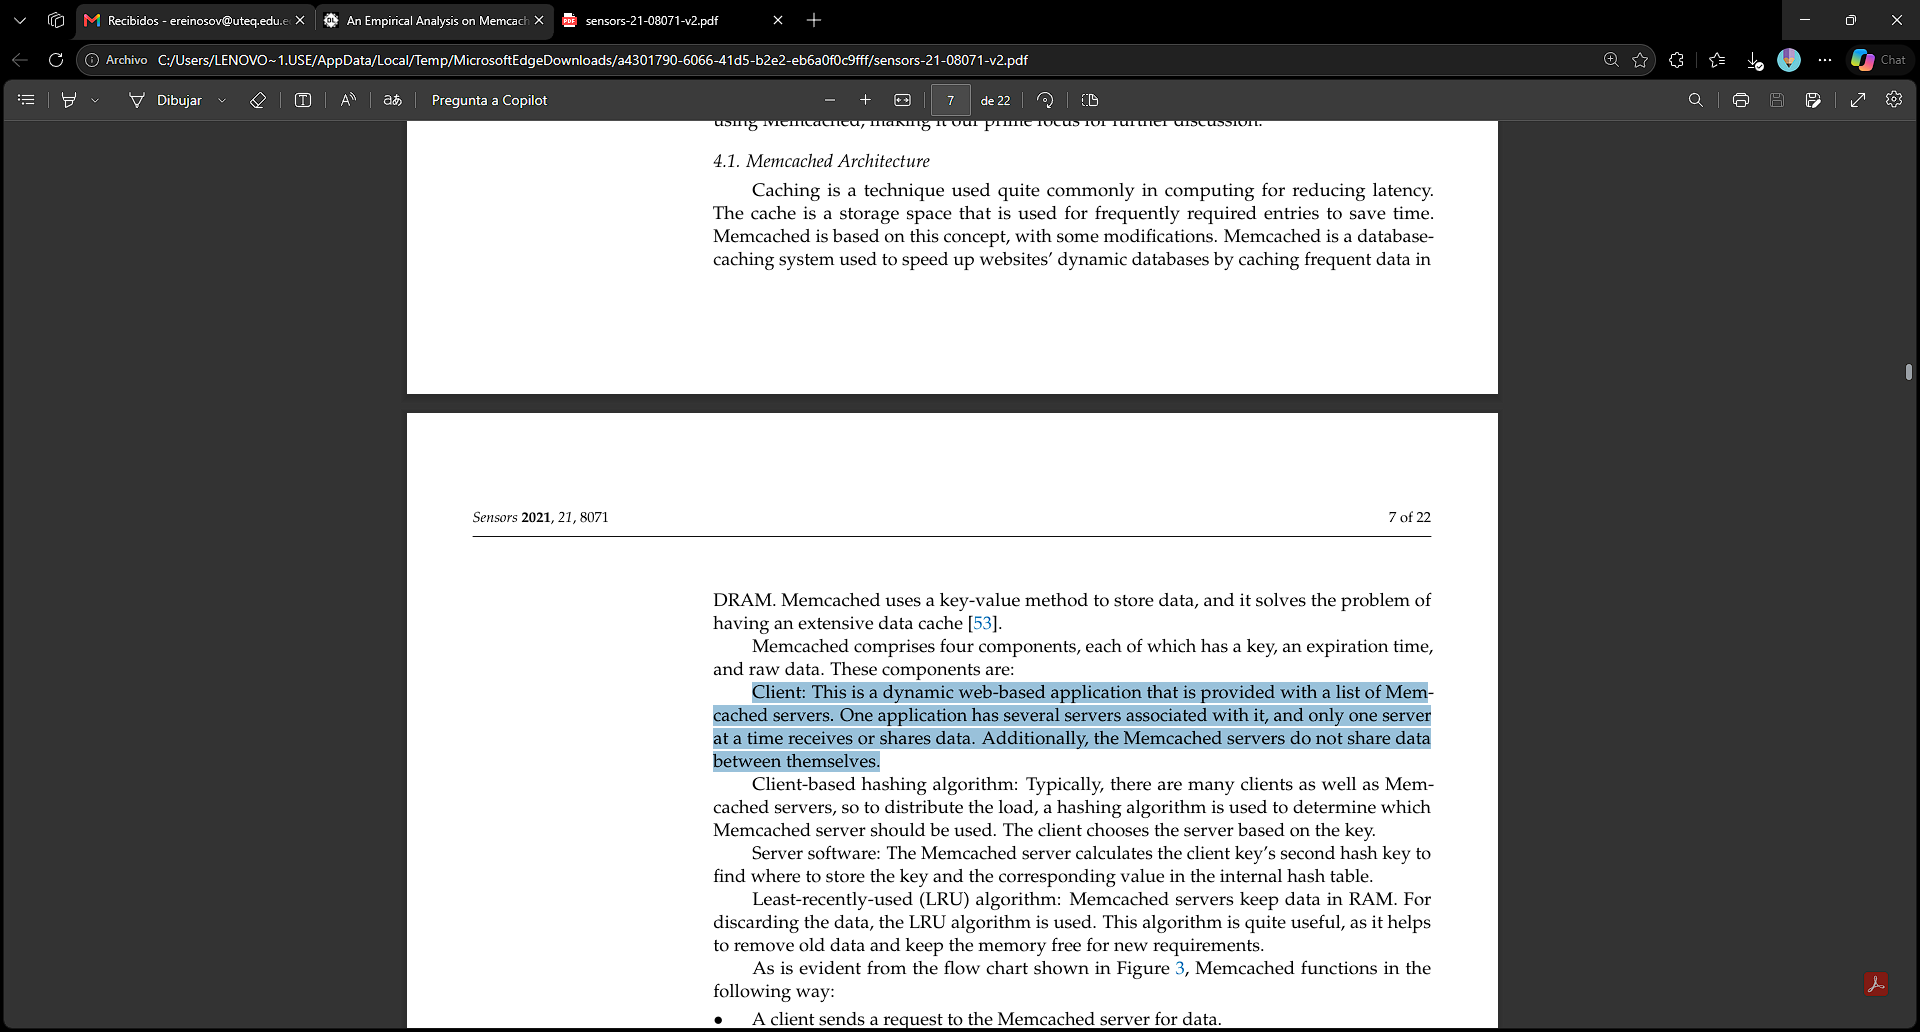 Recibidos - ereinosov@uteq.edu.e
An Empirical Analysis on Memcach
sensors-21-08071-v2.pdf
Archivo
C:/Users/LENOVO~1.USE/AppData/Local/Temp/MicrosoftEdgeDownloads/a4301790-6066-41d5-b2e2-eb6a0f0c9fff/sensors-21-08071-v2.pdf
Chat
Dibujar
Pregunta a Copilot
7 de 22
using Memcached, making it our prime focus for further discussion.
4.1. Memcached Architecture
Caching is a technique used quite commonly in computing for reducing latency.
The cache is a storage space that is used for frequently required entries to save time.
Memcached is based on this concept, with some modifications. Memcached is a database-
caching system used to speed up websites' dynamic databases by caching frequent data in
Sensors 2021, 21, 8071
7 of 22
DRAM. Memcached uses a key-value method to store data, and it solves the problem of
having an extensive data cache [53].
Memcached comprises four components, each of which has a key, an expiration time,
and raw data. These components are:
Client: This is a dynamic web-based application that is provided with a list of Mem-
cached servers. One application has several servers associated with it, and only one server
at a time receives or shares data. Additionally, the Memcached servers do not share data
between themselves.
Client-based hashing algorithm: Typically, there are many clients as well as Mem-
cached servers, so to distribute the load, a hashing algorithm is used to determine which
Memcached server should be used. The client chooses the server based on the key.
Server software: The Memcached server calculates the client key's second hash key to
find where to store the key and the corresponding value in the internal hash table.
Least-recently-used (LRU) algorithm: Memcached servers keep data in RAM. For
discarding the data, the LRU algorithm is used. This algorithm is quite useful, as it helps
to remove old data and keep the memory free for new requirements.
As is evident from the flow chart shown in Figure 3, Memcached functions in the
following way:
• A client sends a request to the Memcached server for data.